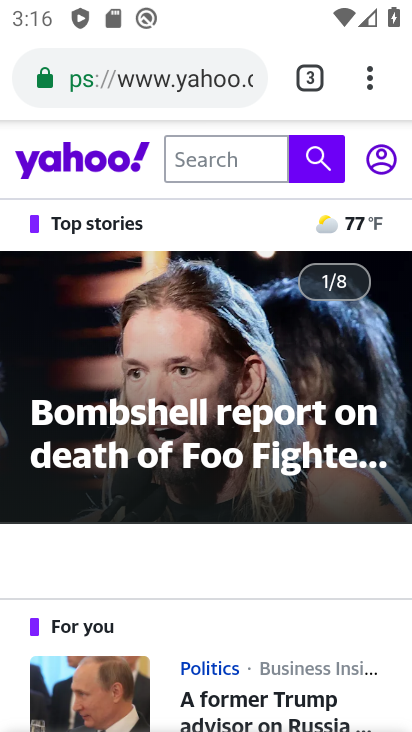 3:16
ps://www.yahoo.c
3
yahoo!
Search
Top stories
77 °F
1/8
Bombshell report on
death of Foo Fighte...
For you
Politics · Business Insi...
A former Trump
advisor on Russia ...